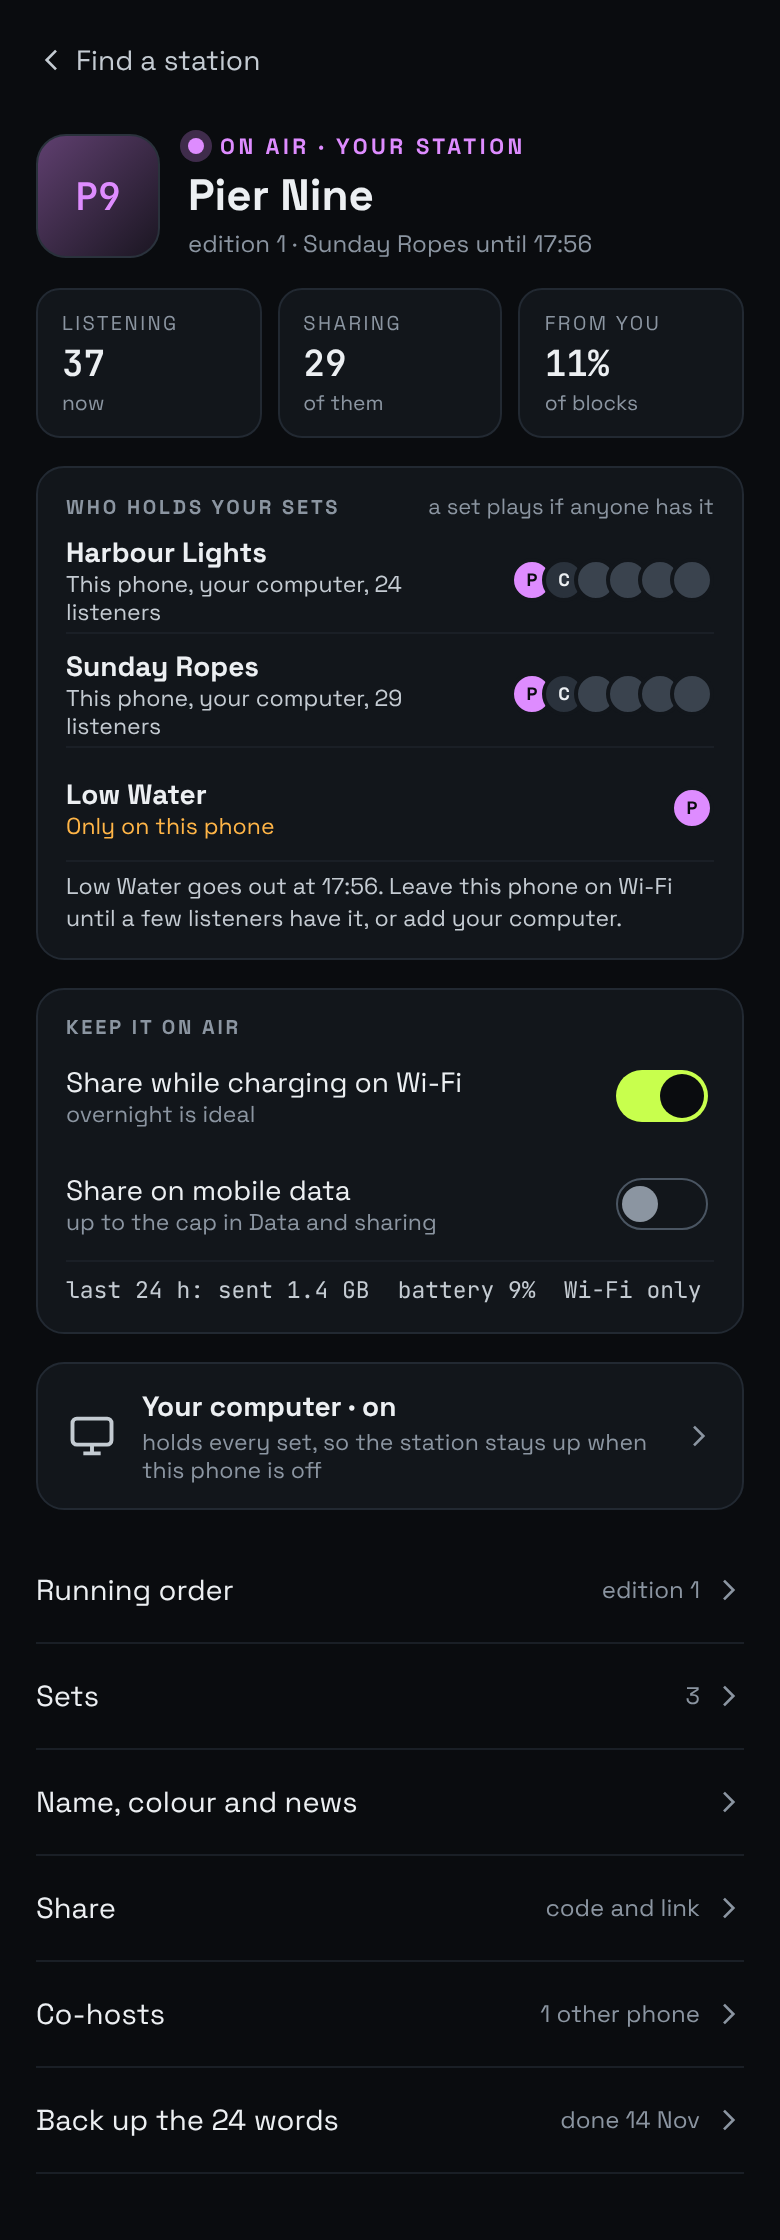 Find a station
P9
ON AIR · YOUR STATION
Pier Nine
edition 1 · Sunday Ropes until 17:56
LISTENING
37
now
SHARING
29
of them
FROM YOU
11%
of blocks
WHO HOLDS YOUR SETS
a set plays if anyone has it
Harbour Lights
This phone, your computer, 24
listeners
P
C
Sunday Ropes
This phone, your computer, 29
listeners
P
C
Low Water
Only on this phone
P
Low Water goes out at 17:56. Leave this phone on Wi-Fi
until a few listeners have it, or add your computer.
KEEP IT ON AIR
Share while charging on Wi-Fi
overnight is ideal
Share on mobile data
up to the cap in Data and sharing
last 24 h: sent 1.4 GB  battery 9%  Wi-Fi only
Your computer · on
holds every set, so the station stays up when
this phone is off
Running order
edition 1
Sets
3
Name, colour and news
Share
code and link
Co-hosts
1 other phone
Back up the 24 words
done 14 Nov